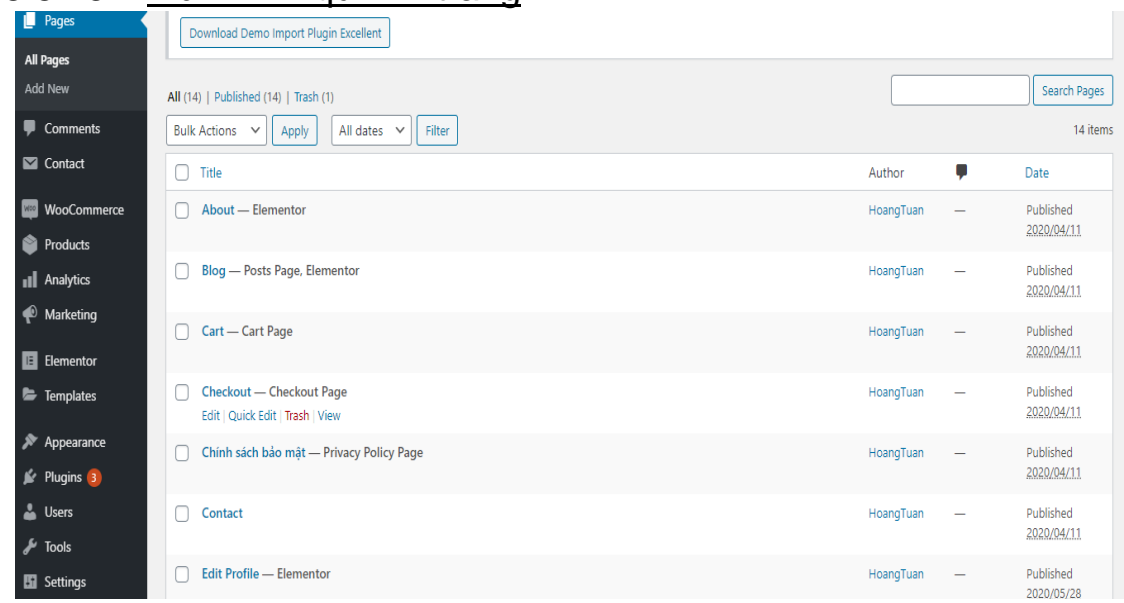 Pages
All Pages
Add New
Comments
Contact
WooCommerce
Products
Analytics
Marketing
Elementor
Templates
Appearance
Plugins 3
Users
Tools
Settings
Download Demo Import Plugin Excellent
All (14) | Published (14) | Trash (1)
Search Pages
Bulk Actions Apply All dates Filter
14 items
Title Author Date
About — Elementor HoangTuan — Published
2020/04/11
Blog — Posts Page, Elementor HoangTuan — Published
2020/04/11
Cart — Cart Page HoangTuan — Published
2020/04/11
Checkout — Checkout Page HoangTuan — Published
Edit | Quick Edit | Trash | View 2020/04/11
Chính sách bảo mật — Privacy Policy Page HoangTuan — Published
2020/04/11
Contact HoangTuan — Published
2020/04/11
Edit Profile — Elementor HoangTuan — Published
2020/05/28